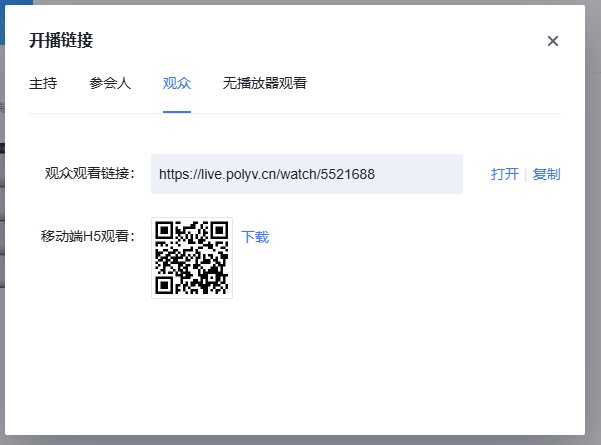 开播链接
主持 参会人 观众 无播放器观看
观众观看链接： https://live.polyv.cn/watch/5521688 打开 | 复制
移动端H5观看： 下载